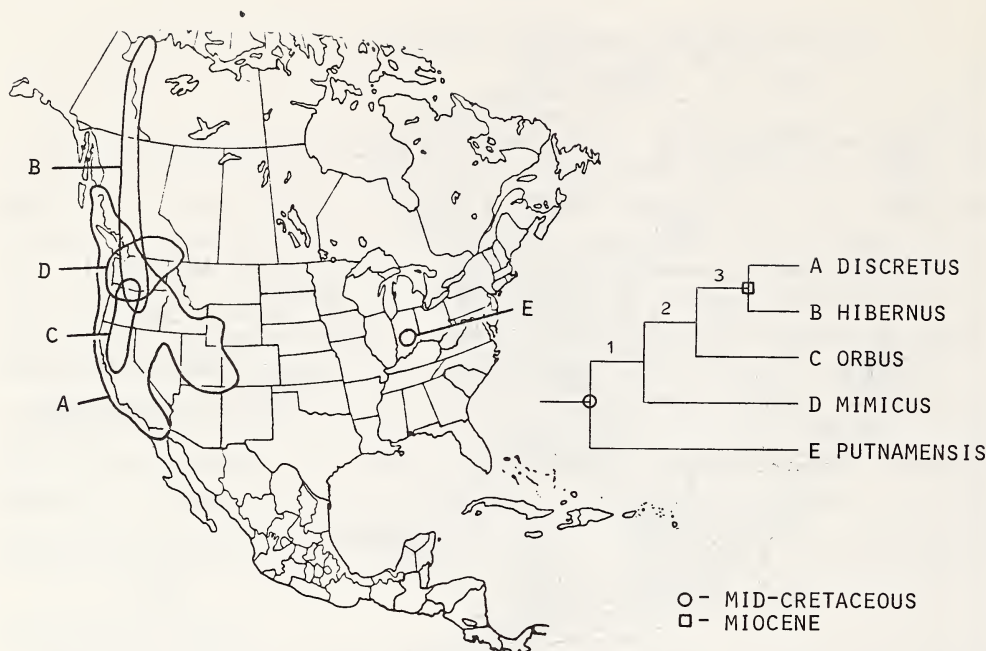 B
D
C
A
E
3
2
1
A DISCRETUS
B HIBERNUS
C ORBUS
D MIMICUS
E PUTNAMENSIS
O - MID-CRETACEOUS
□ - MIOCENE